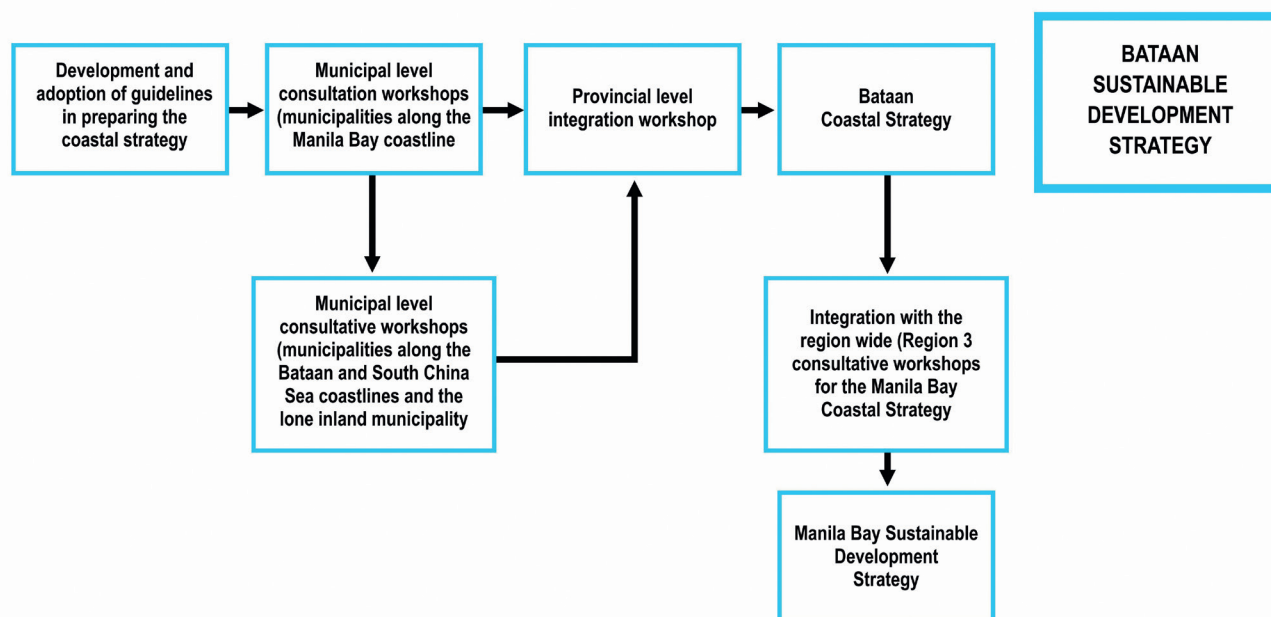 Development and
adoption of guidelines
in preparing the
coastal strategy
Municipal level
consultation workshops
(municipalities along the
Manila Bay coastline
Provincial level
integration workshop
Bataan
Coastal Strategy
BATAAN
SUSTAINABLE
DEVELOPMENT
STRATEGY
Municipal level
consultative workshops
(municipalities along the
Bataan and South China
Sea coastlines and the
lone inland municipality
Integration with the
region wide (Region 3
consultative workshops
for the Manila Bay
Coastal Strategy
Manila Bay Sustainable
Development
Strategy